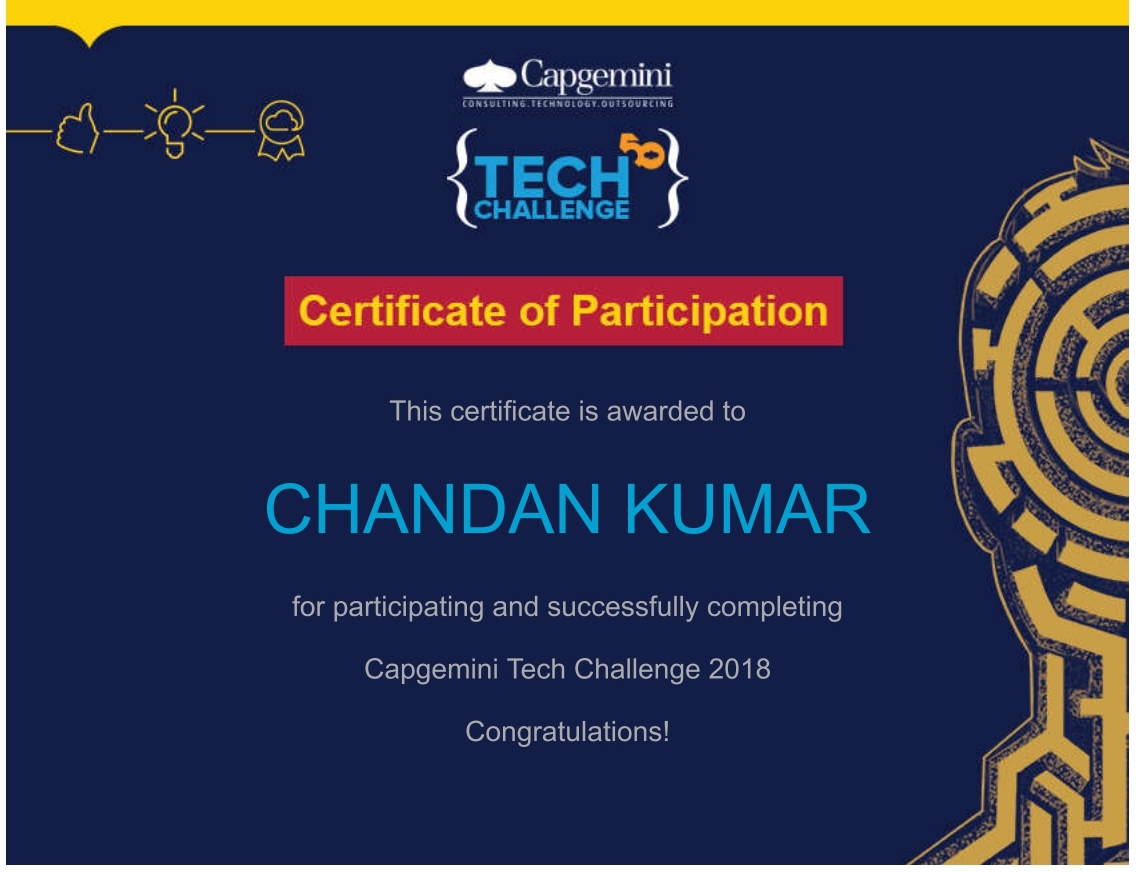 Capgemini
CONSULTING.TECHNOLOGY.OUTSOURCING
50
TECH
CHALLENGE
Certificate of Participation
This certificate is awarded to
CHANDAN KUMAR
for participating and successfully completing
Capgemini Tech Challenge 2018
Congratulations!